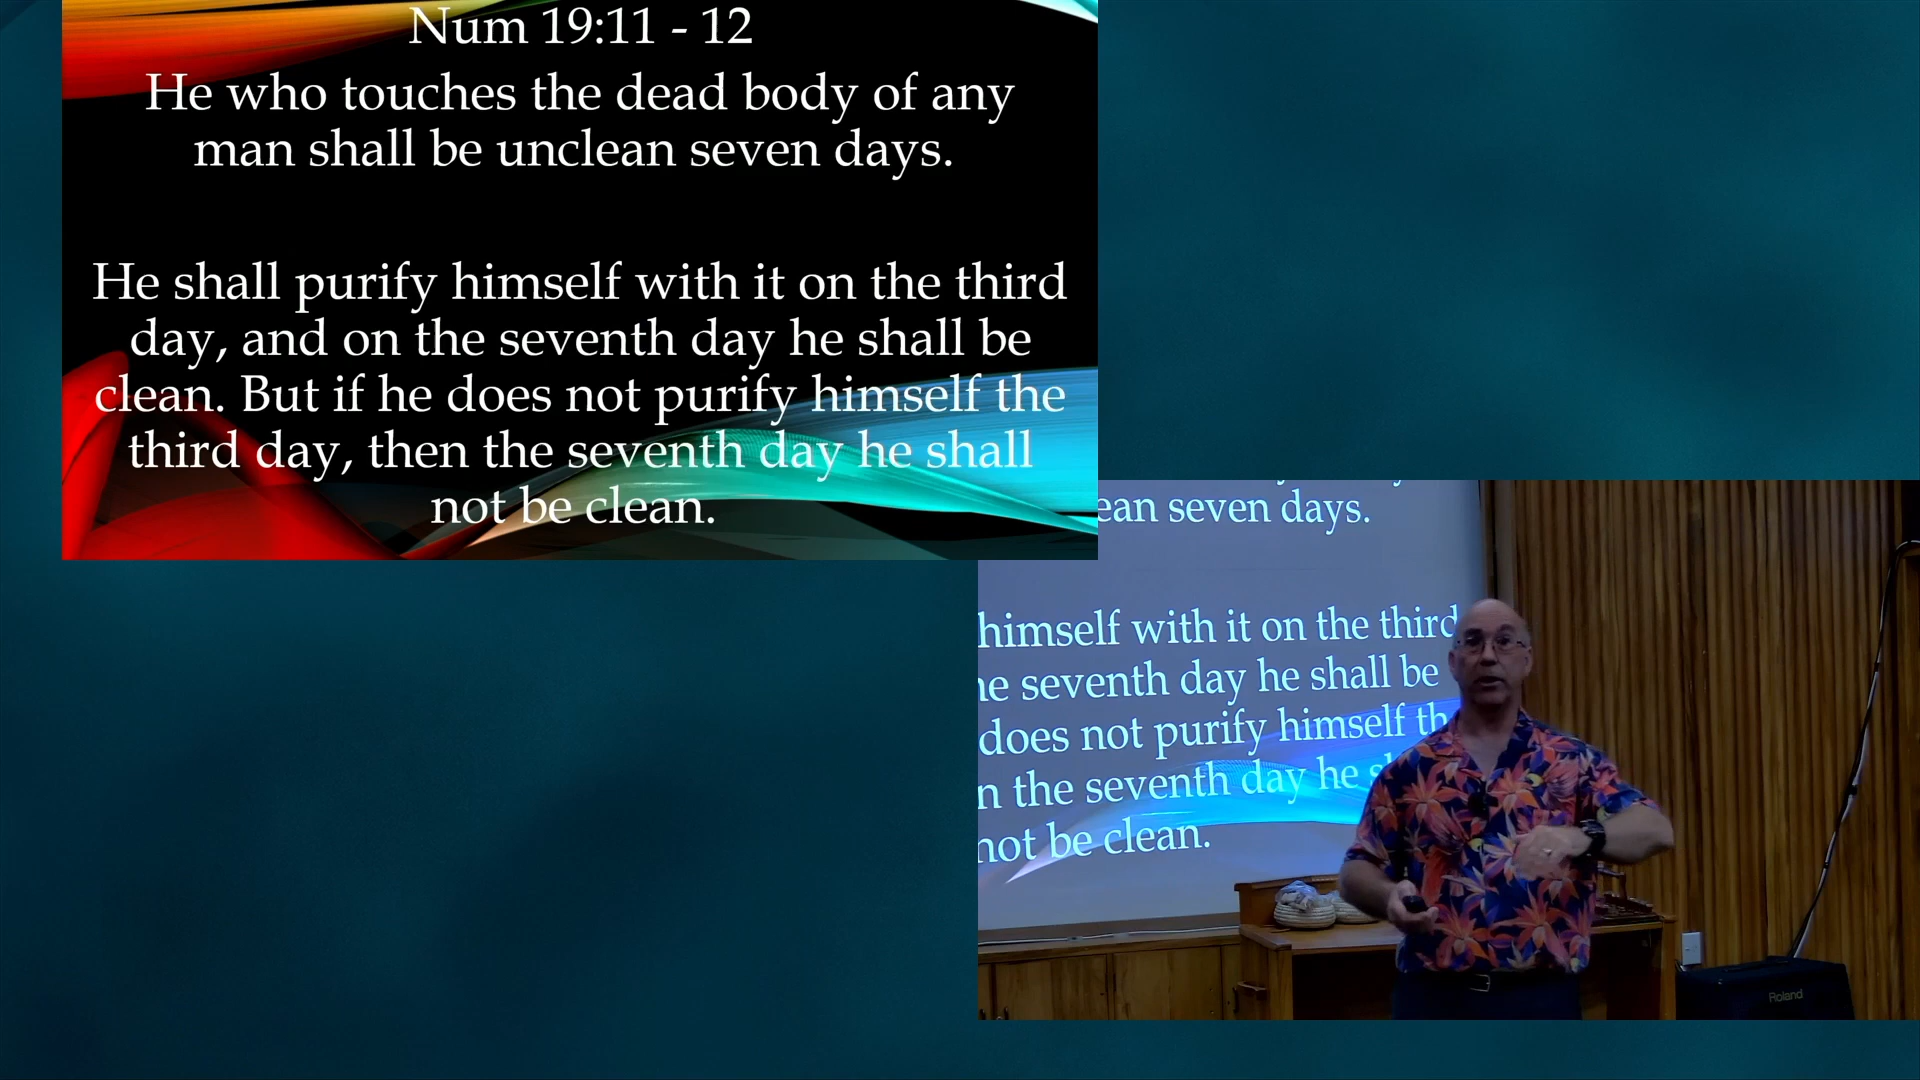 Num 19:11 - 12
He who touches the dead body of any
man shall be unclean seven days.
He shall purify himself with it on the third
day, and on the seventh day he shall be
clean. But if he does not purify himself the
third day, then the seventh day he shall
not be clean.
ean seven days.
himself with it on the third
he seventh day he shall be
does not purify himself th
n the seventh day he s
not be clean.
Roland